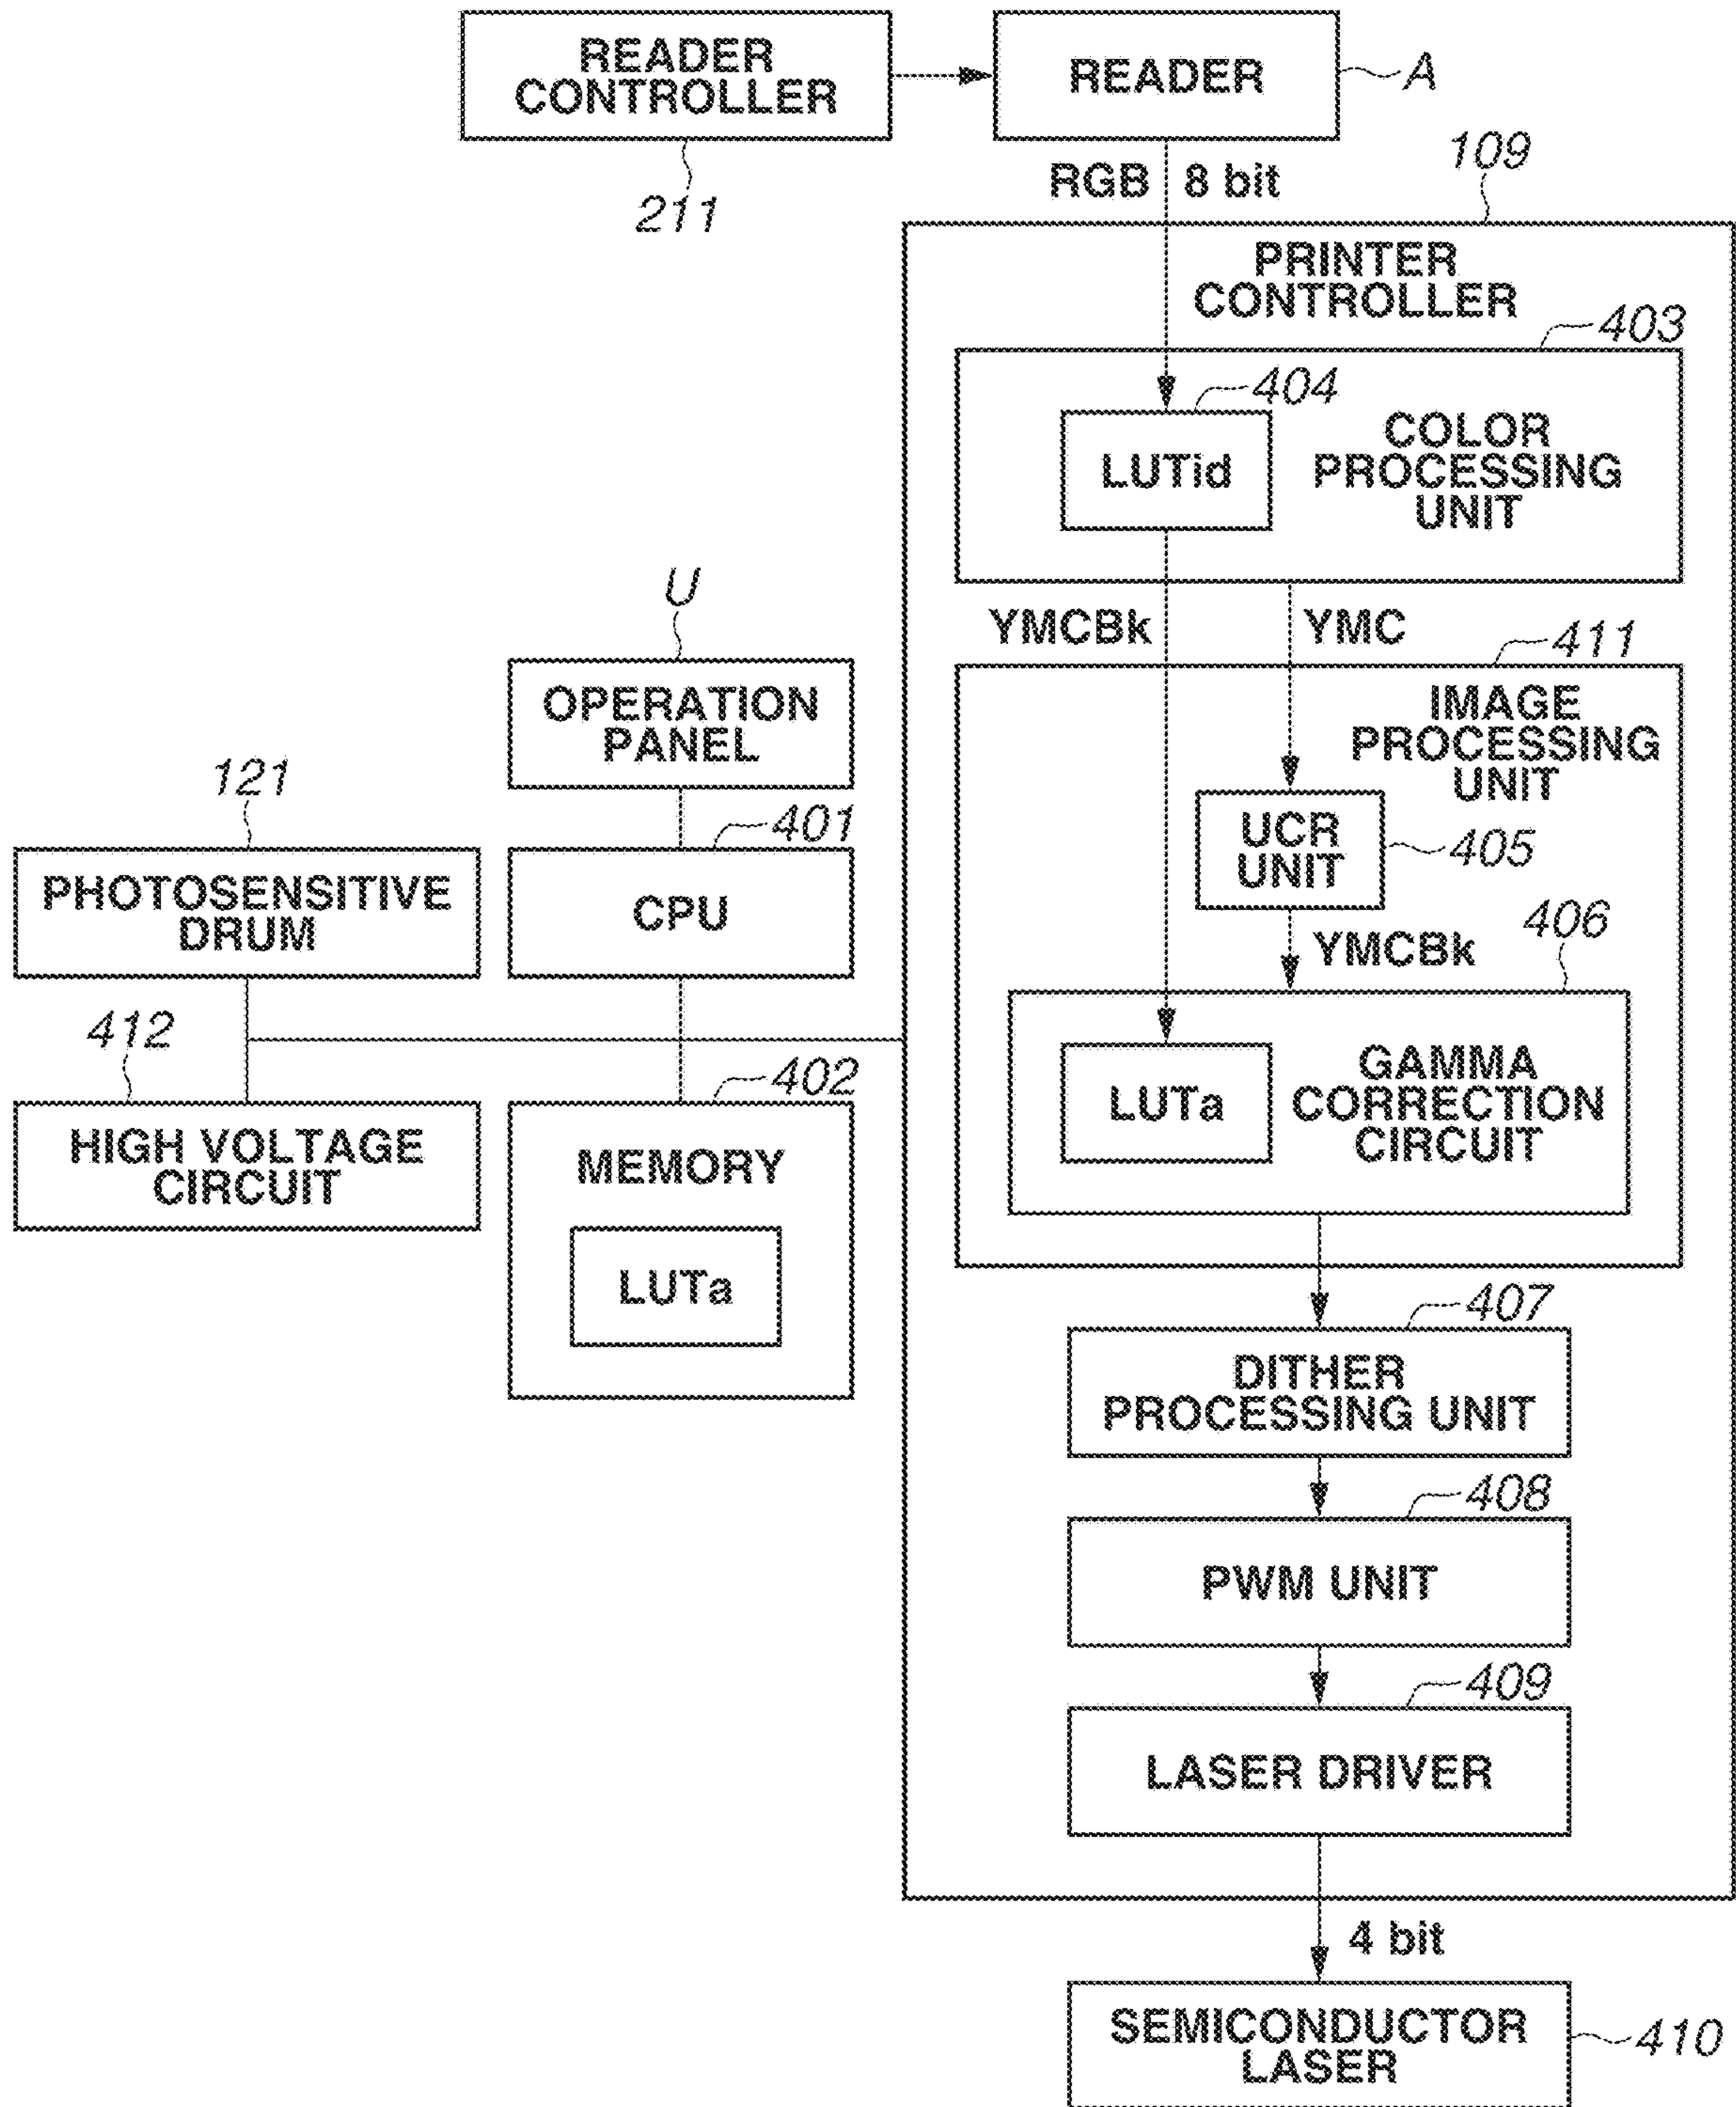 READER
CONTROLLER
READER
A
211
RGB 8 bit
109
PRINTER
CONTROLLER
403
404
LUTid
COLOR
PROCESSING
UNIT
YMCBk
YMC
411
U
OPERATION
PANEL
IMAGE
PROCESSING
UNIT
121
401
UCR
UNIT
405
PHOTOSENSITIVE
DRUM
CPU
YMCBk
406
412
402
LUTa
GAMMA
CORRECTION
CIRCUIT
HIGH VOLTAGE
CIRCUIT
MEMORY
LUTa
407
DITHER
PROCESSING UNIT
408
PWM UNIT
409
LASER DRIVER
4 bit
SEMICONDUCTOR
LASER
410